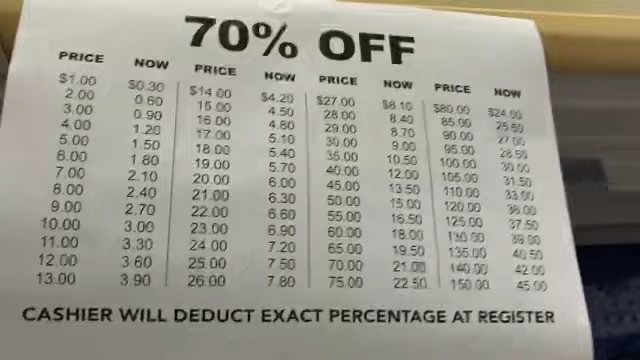 70% OFF
PRICE NOW PRICE NOW PRICE NOW PRICE NOW
$1.00 $0.30 $14.00 $4.20 $27.00 $8.10 $80.00 $24.00
2.00 0.60 15.00 4.50 28.00 8.40 85.00 25.50
3.00 0.90 16.00 4.80 29.00 8.70 90.00 27.00
4.00 1.20 17.00 5.10 30.00 9.00 95.00 28.50
5.00 1.50 18.00 5.40 35.00 10.50 100.00 30.00
6.00 1.80 19.00 5.70 40.00 12.00 105.00 31.50
7.00 2.10 20.00 6.00 45.00 13.50 110.00 33.00
8.00 2.40 21.00 6.30 50.00 15.00 120.00 36.00
9.00 2.70 22.00 6.60 55.00 16.50 125.00 37.50
10.00 3.00 23.00 6.90 60.00 18.00 130.00 39.00
11.00 3.30 24.00 7.20 65.00 19.50 135.00 40.50
12.00 3.60 25.00 7.50 70.00 21.00 140.00 42.00
13.00 3.90 26.00 7.80 75.00 22.50 150.00 45.00
CASHIER WILL DEDUCT EXACT PERCENTAGE AT REGISTER